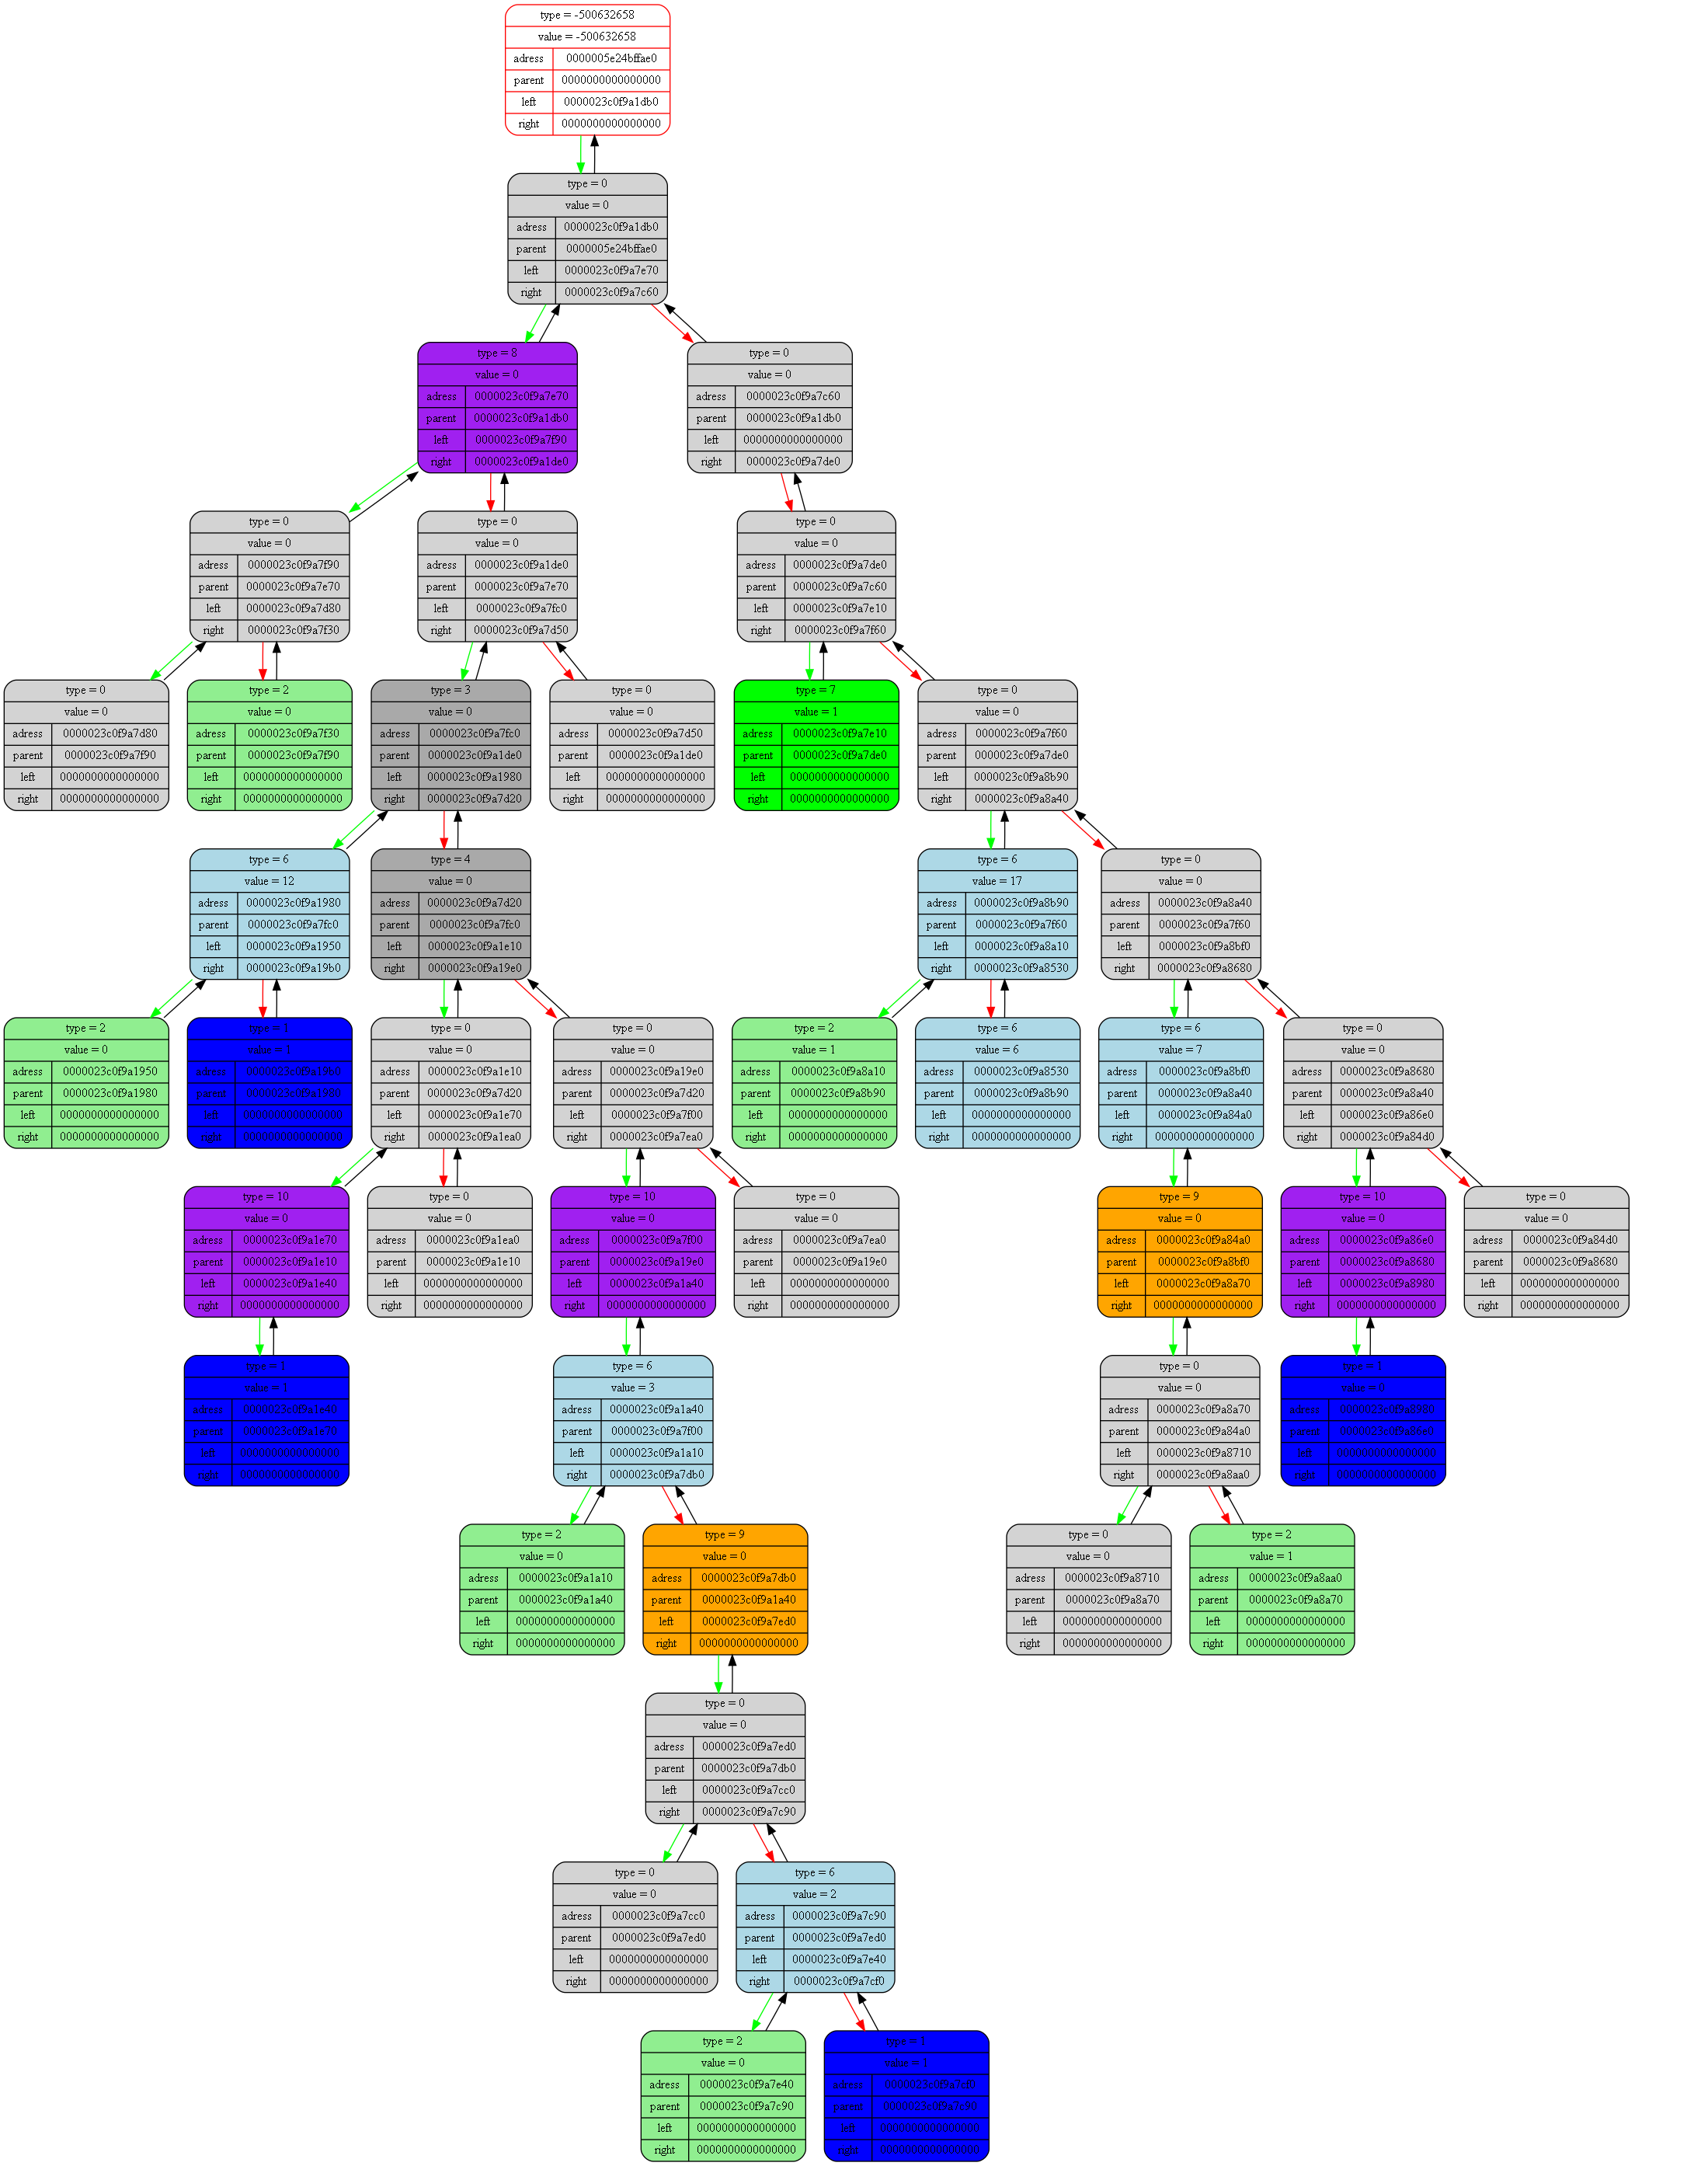 type = -500632658
value = -500632658
adress 0000005e24bffae0
parent 0000000000000000
left 0000023c0f9a1db0
right 0000000000000000
type = 0
value = 0
adress 0000023c0f9a1db0
parent 0000005e24bffae0
left 0000023c0f9a7e70
right 0000023c0f9a7c60
type = 8
value = 0
adress 0000023c0f9a7e70
parent 0000023c0f9a1db0
left 0000023c0f9a7f90
right 0000023c0f9a1de0
type = 0
value = 0
adress 0000023c0f9a7c60
parent 0000023c0f9a1db0
left 0000000000000000
right 0000023c0f9a7de0
type = 0
value = 0
adress 0000023c0f9a7f90
parent 0000023c0f9a7e70
left 0000023c0f9a7d80
right 0000023c0f9a7f30
type = 0
value = 0
adress 0000023c0f9a1de0
parent 0000023c0f9a7e70
left 0000023c0f9a7fc0
right 0000023c0f9a7d50
type = 0
value = 0
adress 0000023c0f9a7de0
parent 0000023c0f9a7c60
left 0000023c0f9a7e10
right 0000023c0f9a7f60
type = 0
value = 0
adress 0000023c0f9a7d80
parent 0000023c0f9a7f90
left 0000000000000000
right 0000000000000000
type = 2
value = 0
adress 0000023c0f9a7f30
parent 0000023c0f9a7f90
left 0000000000000000
right 0000000000000000
type = 3
value = 0
adress 0000023c0f9a7fc0
parent 0000023c0f9a1de0
left 0000023c0f9a1980
right 0000023c0f9a7d20
type = 0
value = 0
adress 0000023c0f9a7d50
parent 0000023c0f9a1de0
left 0000000000000000
right 0000000000000000
type = 7
value = 1
adress 0000023c0f9a7e10
parent 0000023c0f9a7de0
left 0000000000000000
right 0000000000000000
type = 0
value = 0
adress 0000023c0f9a7f60
parent 0000023c0f9a7de0
left 0000023c0f9a8b90
right 0000023c0f9a8a40
type = 6
value = 12
adress 0000023c0f9a1980
parent 0000023c0f9a7fc0
left 0000023c0f9a1950
right 0000023c0f9a19b0
type = 4
value = 0
adress 0000023c0f9a7d20
parent 0000023c0f9a7fc0
left 0000023c0f9a1e10
right 0000023c0f9a19e0
type = 6
value = 17
adress 0000023c0f9a8b90
parent 0000023c0f9a7f60
left 0000023c0f9a8a10
right 0000023c0f9a8530
type = 0
value = 0
adress 0000023c0f9a8a40
parent 0000023c0f9a7f60
left 0000023c0f9a8bf0
right 0000023c0f9a8680
type = 2
value = 0
adress 0000023c0f9a1950
parent 0000023c0f9a1980
left 0000000000000000
right 0000000000000000
type = 1
value = 1
adress 0000023c0f9a19b0
parent 0000023c0f9a1980
left 0000000000000000
right 0000000000000000
type = 0
value = 0
adress 0000023c0f9a1e10
parent 0000023c0f9a7d20
left 0000023c0f9a1e70
right 0000023c0f9a1ea0
type = 0
value = 0
adress 0000023c0f9a19e0
parent 0000023c0f9a7d20
left 0000023c0f9a7f00
right 0000023c0f9a7ea0
type = 2
value = 1
adress 0000023c0f9a8a10
parent 0000023c0f9a8b90
left 0000000000000000
right 0000000000000000
type = 6
value = 6
adress 0000023c0f9a8530
parent 0000023c0f9a8b90
left 0000000000000000
right 0000000000000000
type = 6
value = 7
adress 0000023c0f9a8bf0
parent 0000023c0f9a8a40
left 0000023c0f9a84a0
right 0000000000000000
type = 0
value = 0
adress 0000023c0f9a8680
parent 0000023c0f9a8a40
left 0000023c0f9a86e0
right 0000023c0f9a84d0
type = 10
value = 0
adress 0000023c0f9a1e70
parent 0000023c0f9a1e10
left 0000023c0f9a1e40
right 0000000000000000
type = 0
value = 0
adress 0000023c0f9a1ea0
parent 0000023c0f9a1e10
left 0000000000000000
right 0000000000000000
type = 10
value = 0
adress 0000023c0f9a7f00
parent 0000023c0f9a19e0
left 0000023c0f9a1a40
right 0000000000000000
type = 0
value = 0
adress 0000023c0f9a7ea0
parent 0000023c0f9a19e0
left 0000000000000000
right 0000000000000000
type = 9
value = 0
adress 0000023c0f9a84a0
parent 0000023c0f9a8bf0
left 0000023c0f9a8a70
right 0000000000000000
type = 10
value = 0
adress 0000023c0f9a86e0
parent 0000023c0f9a8680
left 0000023c0f9a8980
right 0000000000000000
type = 0
value = 0
adress 0000023c0f9a84d0
parent 0000023c0f9a8680
left 0000000000000000
right 0000000000000000
type = 1
value = 1
adress 0000023c0f9a1e40
parent 0000023c0f9a1e70
left 0000000000000000
right 0000000000000000
type = 6
value = 3
adress 0000023c0f9a1a40
parent 0000023c0f9a7f00
left 0000023c0f9a1a10
right 0000023c0f9a7db0
type = 0
value = 0
adress 0000023c0f9a8a70
parent 0000023c0f9a84a0
left 0000023c0f9a8710
right 0000023c0f9a8aa0
type = 1
value = 0
adress 0000023c0f9a8980
parent 0000023c0f9a86e0
left 0000000000000000
right 0000000000000000
type = 2
value = 0
adress 0000023c0f9a1a10
parent 0000023c0f9a1a40
left 0000000000000000
right 0000000000000000
type = 9
value = 0
adress 0000023c0f9a7db0
parent 0000023c0f9a1a40
left 0000023c0f9a7ed0
right 0000000000000000
type = 0
value = 0
adress 0000023c0f9a8710
parent 0000023c0f9a8a70
left 0000000000000000
right 0000000000000000
type = 2
value = 1
adress 0000023c0f9a8aa0
parent 0000023c0f9a8a70
left 0000000000000000
right 0000000000000000
type = 0
value = 0
adress 0000023c0f9a7ed0
parent 0000023c0f9a7db0
left 0000023c0f9a7cc0
right 0000023c0f9a7c90
type = 0
value = 0
adress 0000023c0f9a7cc0
parent 0000023c0f9a7ed0
left 0000000000000000
right 0000000000000000
type = 6
value = 2
adress 0000023c0f9a7c90
parent 0000023c0f9a7ed0
left 0000023c0f9a7e40
right 0000023c0f9a7cf0
type = 2
value = 0
adress 0000023c0f9a7e40
parent 0000023c0f9a7c90
left 0000000000000000
right 0000000000000000
type = 1
value = 1
adress 0000023c0f9a7cf0
parent 0000023c0f9a7c90
left 0000000000000000
right 0000000000000000